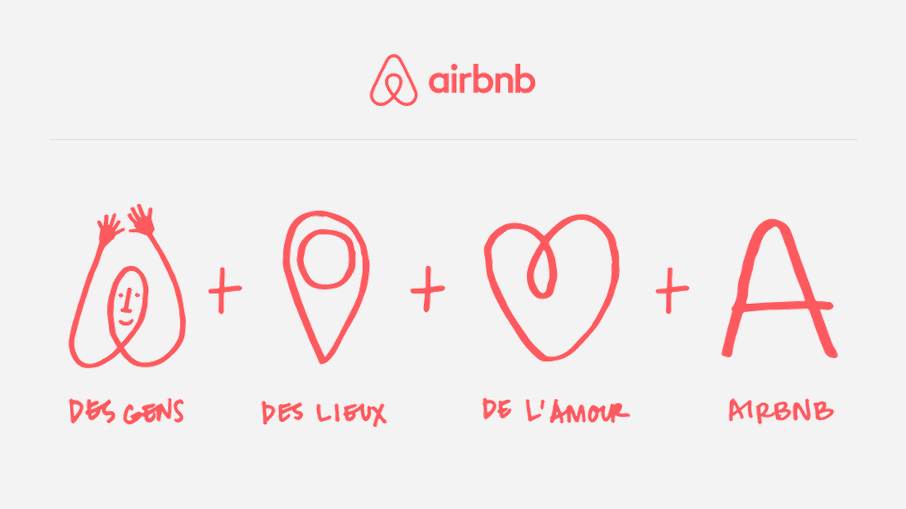 airbnb
DES GENS + DES LIEUX + DE L'AMOUR + AIRBNB